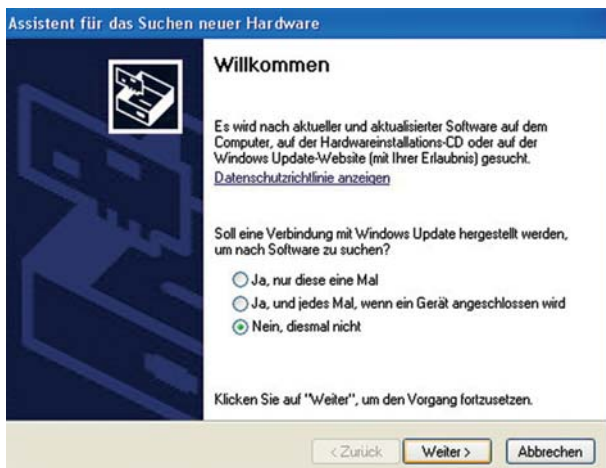 Assistent für das Suchen neuer Hardware
Willkommen
Es wird nach aktueller und aktualisierter Software auf dem
Computer, auf der Hardwareinstallations-CD oder auf der
Windows Update-Website (mit Ihrer Erlaubnis) gesucht.
Datenschutzrichtlinie anzeigen
Soll eine Verbindung mit Windows Update hergestellt werden,
um nach Software zu suchen?
Ja, nur diese eine Mal
Ja, und jedes Mal, wenn ein Gerät angeschlossen wird
Nein, diesmal nicht
Klicken Sie auf "Weiter", um den Vorgang fortzusetzen.
< Zurück Weiter > Abbrechen